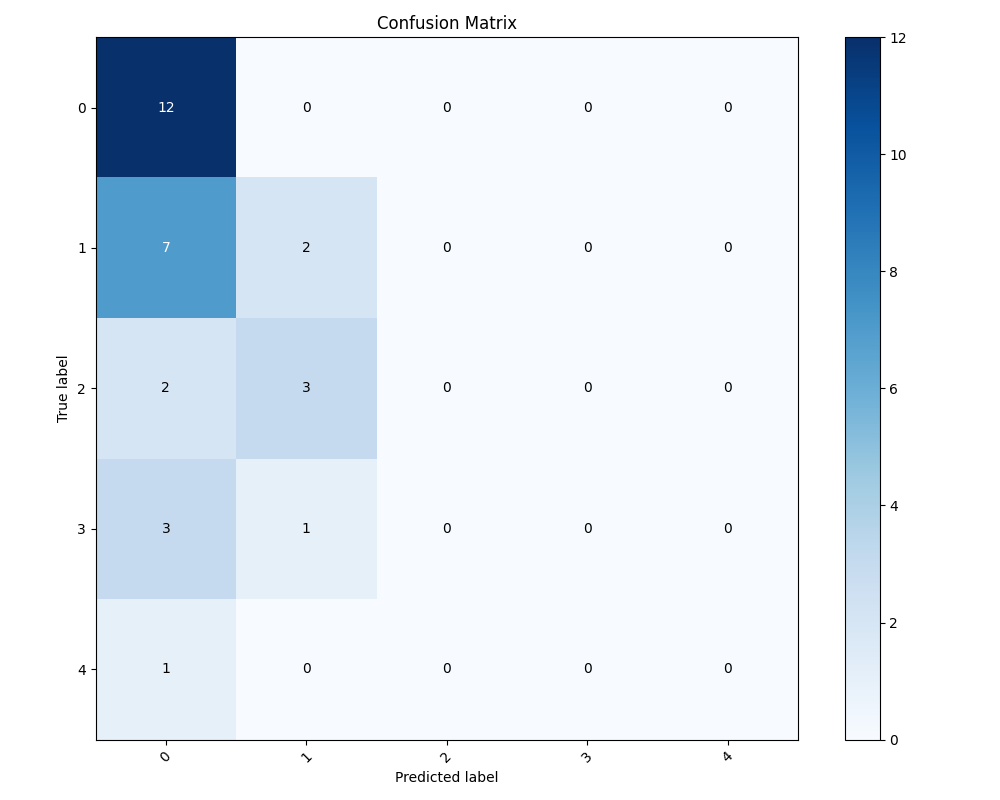 Confusion Matrix
True label
0 12 0 0 0 0
1 7 2 0 0 0
2 2 3 0 0 0
3 3 1 0 0 0
4 1 0 0 0 0
0 1 2 3 4
Predicted label
12
10
8
6
4
2
0